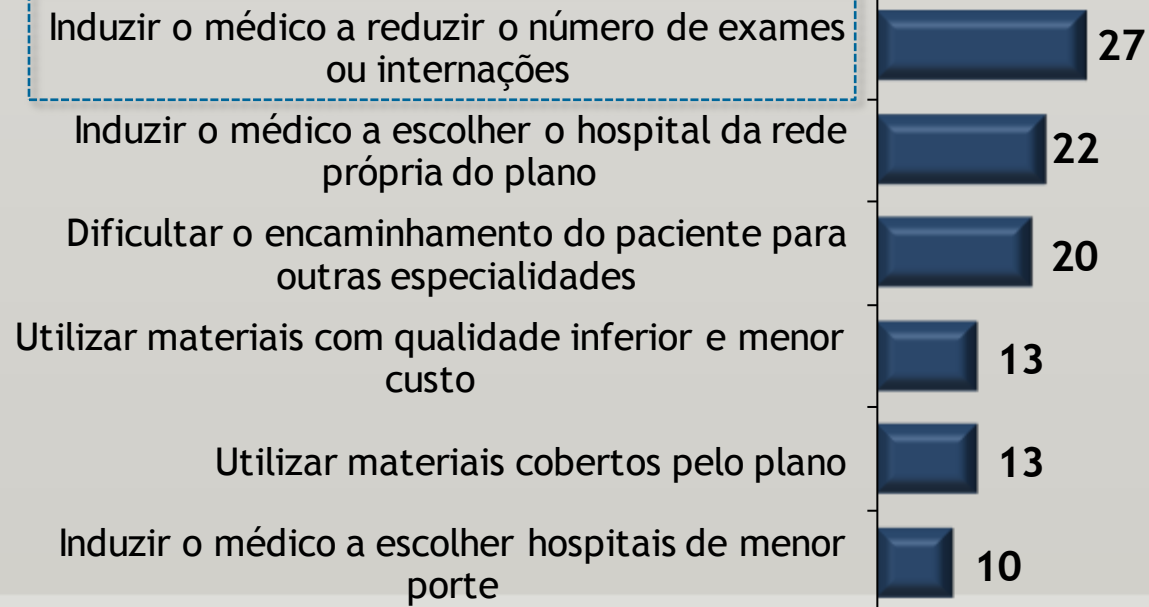 Induzir o médico a reduzir o número de exames
ou internações
27
Induzir o médico a escolher o hospital da rede
própria do plano
22
Dificultar o encaminhamento do paciente para
outras especialidades
20
Utilizar materiais com qualidade inferior e menor
custo
13
Utilizar materiais cobertos pelo plano
13
Induzir o médico a escolher hospitais de menor
porte
10